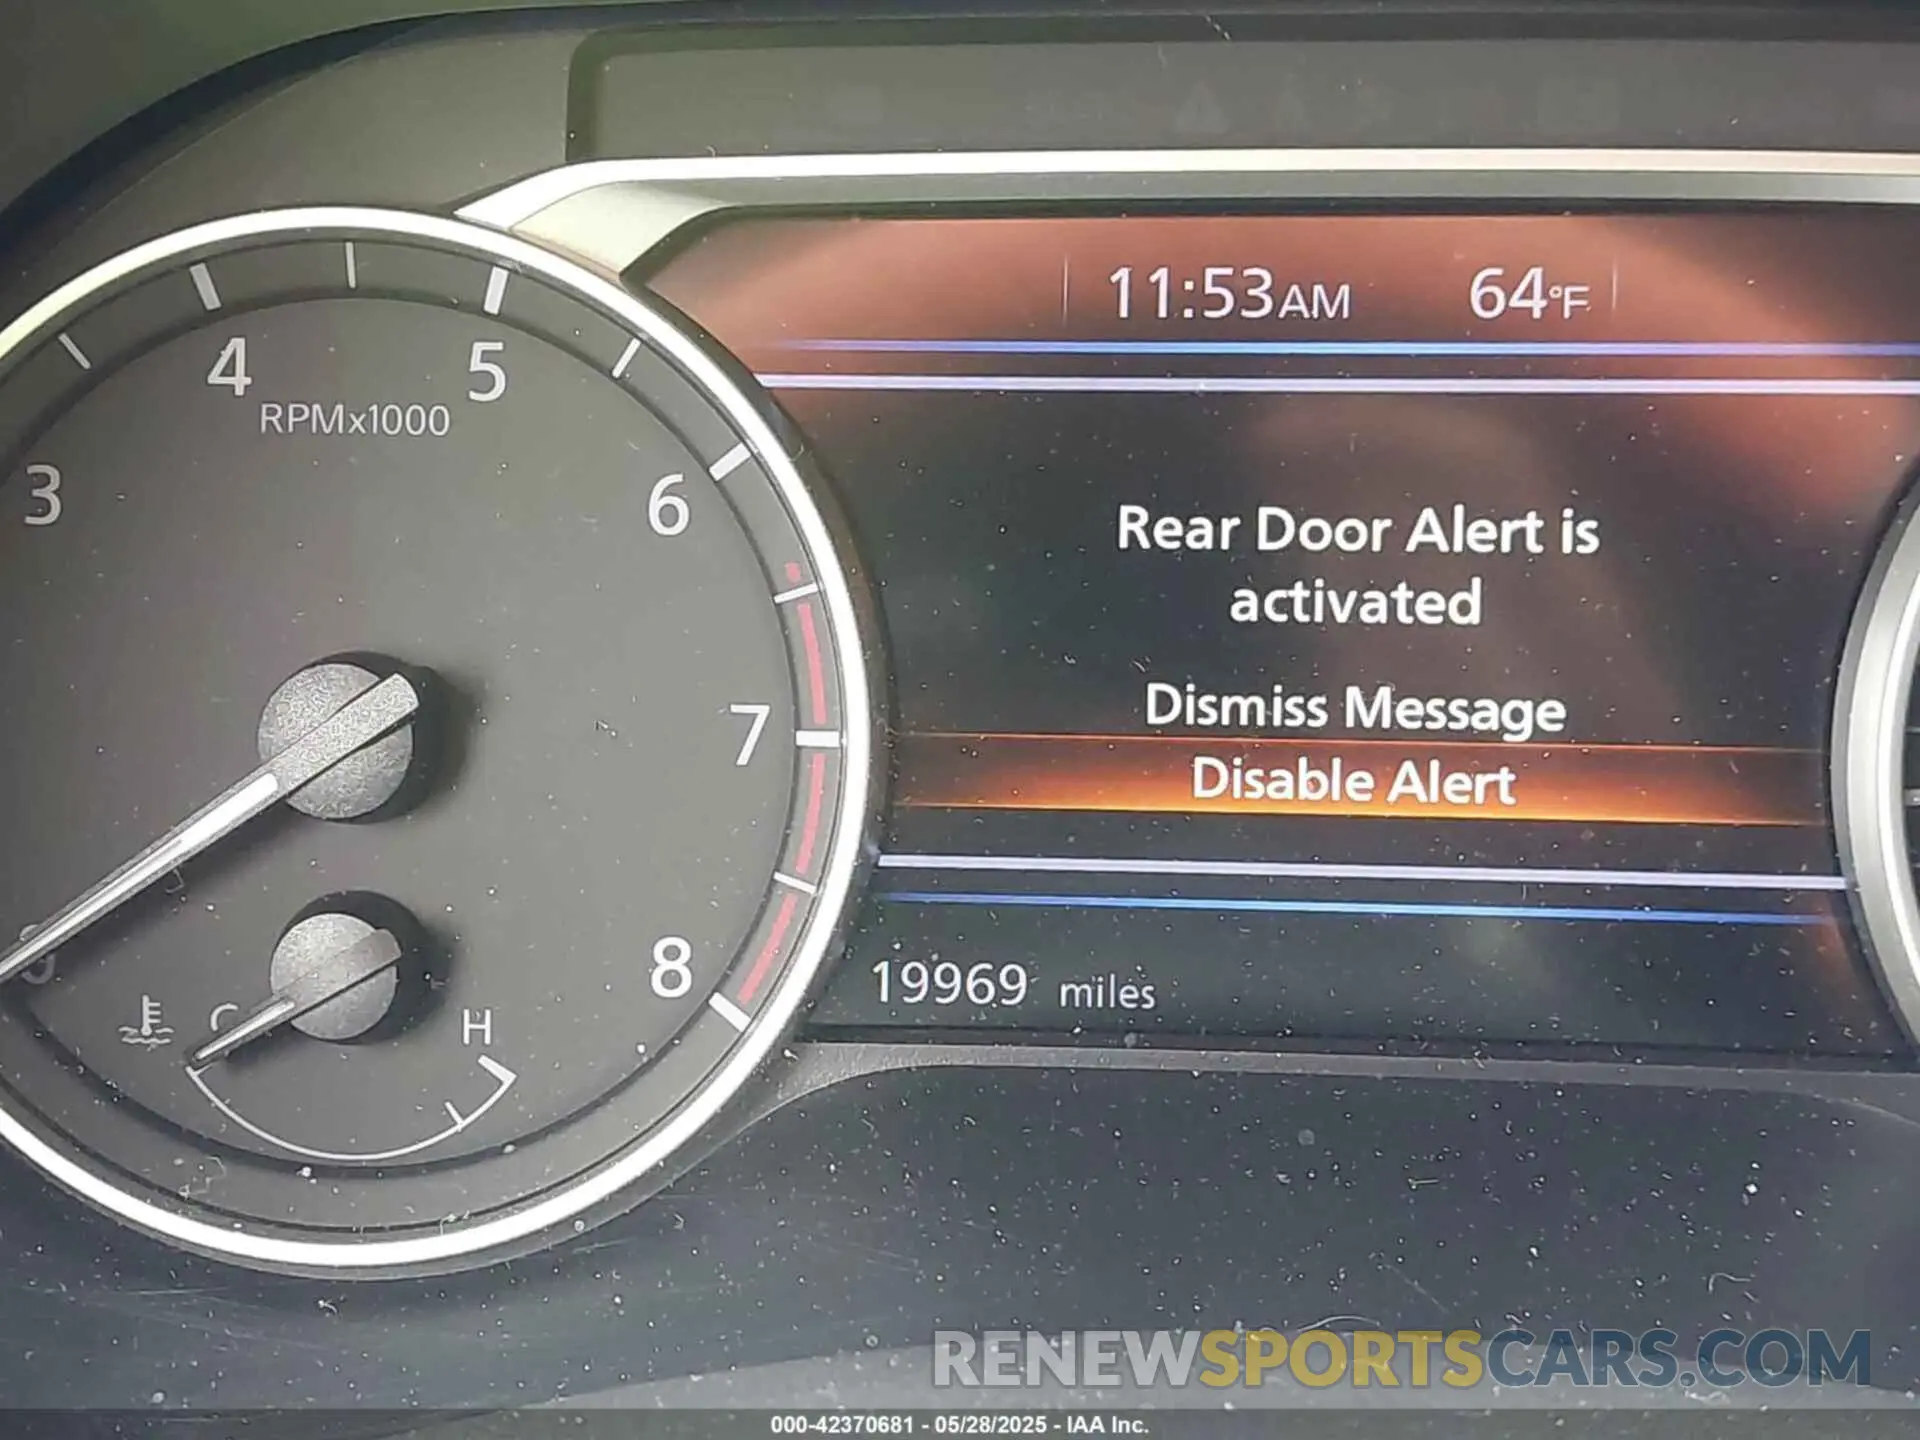 11:53AM 64°F
4 5
RPMx1000
3 6
Rear Door Alert is
activated
Dismiss Message
7
Disable Alert
8
19969 miles
C H
RENEWSPORTSCARS.COM
000-42370681 - 05/28/2025 - IAA Inc.